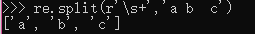 >>> re.split(r'\s+','a b  c')
['a', 'b', 'c']